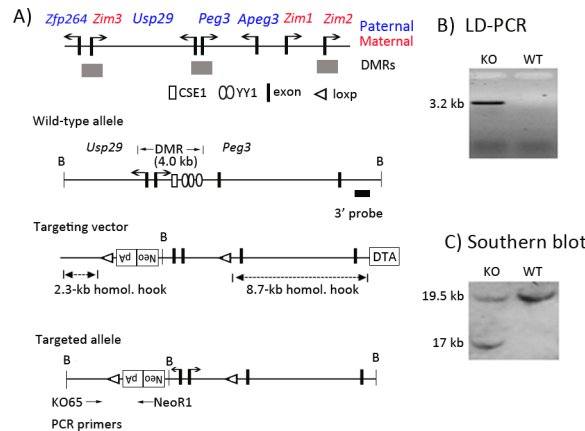 A)
Zfp264 Zim3 Usp29 Peg3 Apeg3 Zim1 Zim2
Paternal
Maternal
DMRs
CSE1 YY1 exon loxp
Wild-type allele
B Usp29 DMR Peg3 B
(4.0 kb)
3' probe
Targeting vector
B
pA Neo DTA
2.3-kb homol. hook 8.7-kb homol. hook
Targeted allele
B B B
pA Neo
KO65 NeoR1
PCR primers
B) LD-PCR
KO WT
3.2 kb
C) Southern blot
KO WT
19.5 kb
17 kb